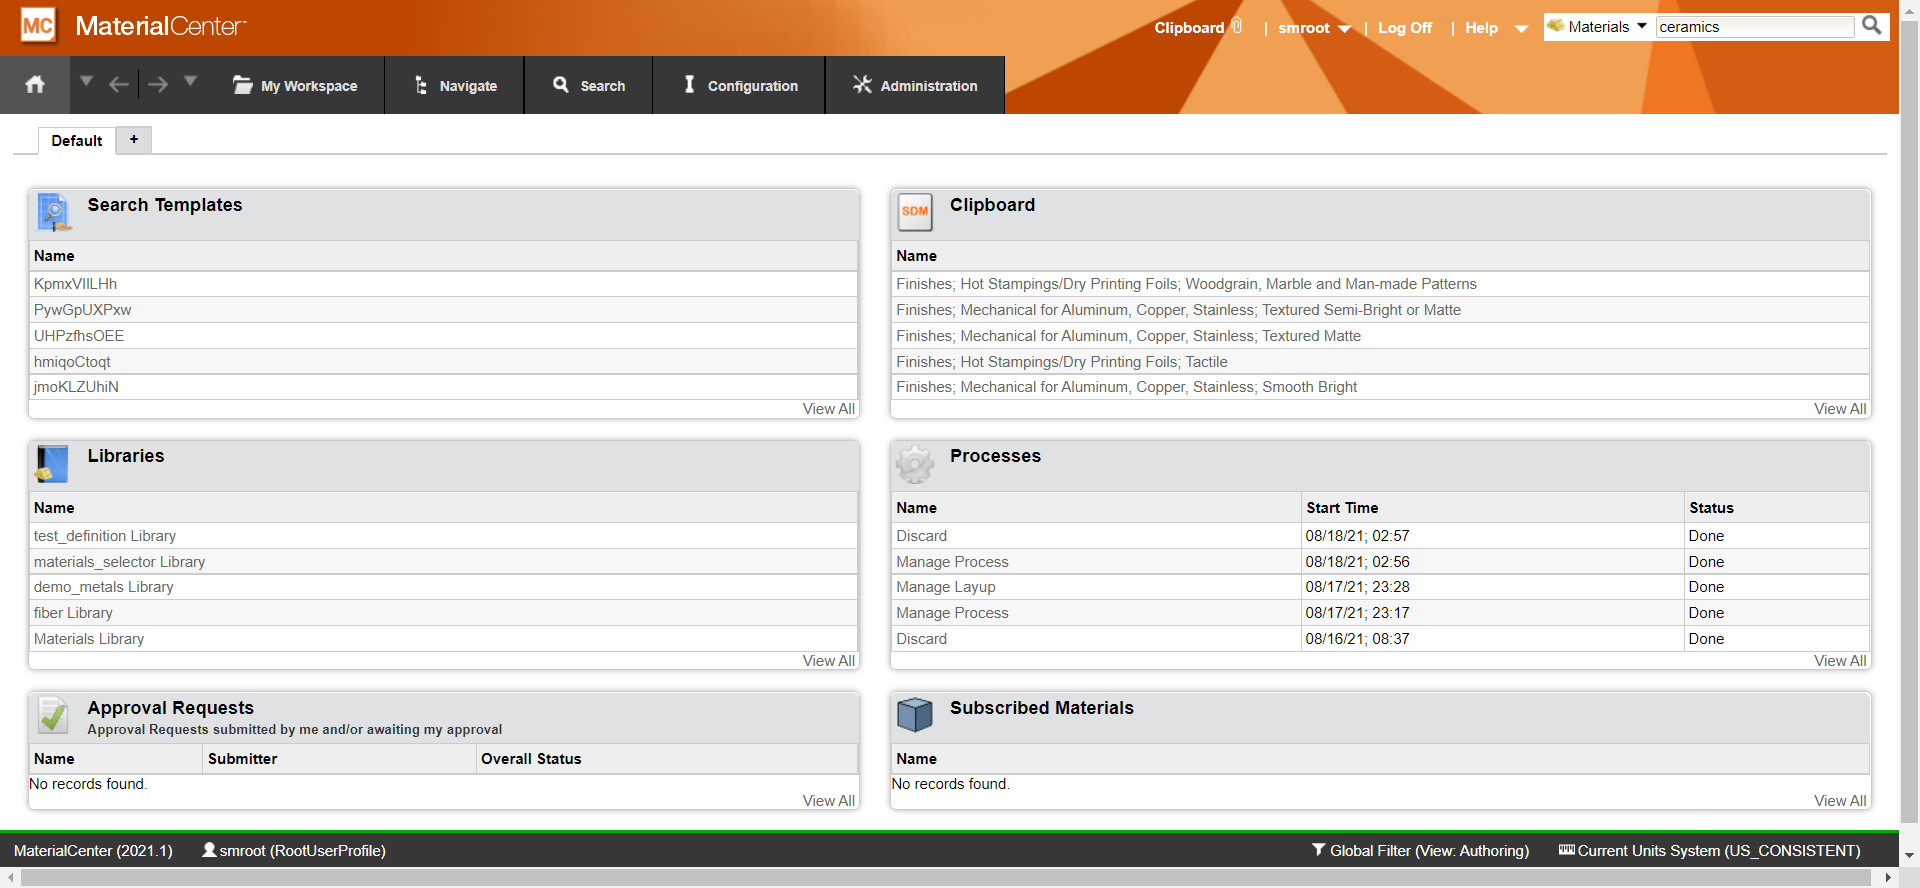 MC MaterialCenter
Clipboard | smroot | Log Off | Help Materials ceramics
My Workspace Navigate Search Configuration Administration
Default +
Search Templates
Name
KpmxVIlLHh
PywGpUXPxw
UHPzfhsOEE
hmiqoCtoqt
jmoKLZUhiN
View All
SDM Clipboard
Name
Finishes; Hot Stampings/Dry Printing Foils; Woodgrain, Marble and Man-made Patterns
Finishes; Mechanical for Aluminum, Copper, Stainless; Textured Semi-Bright or Matte
Finishes; Mechanical for Aluminum, Copper, Stainless; Textured Matte
Finishes; Hot Stampings/Dry Printing Foils; Tactile
Finishes; Mechanical for Aluminum, Copper, Stainless; Smooth Bright
View All
Libraries
Name
test_definition Library
materials_selector Library
demo_metals Library
fiber Library
Materials Library
View All
Processes
Name Start Time Status
Discard 08/18/21; 02:57 Done
Manage Process 08/18/21; 02:56 Done
Manage Layup 08/17/21; 23:28 Done
Manage Process 08/17/21; 23:17 Done
Discard 08/16/21; 08:37 Done
View All
Approval Requests
Approval Requests submitted by me and/or awaiting my approval
Name Submitter Overall Status
No records found.
View All
Subscribed Materials
Name
No records found.
View All
MaterialCenter (2021.1) smroot (RootUserProfile) Global Filter (View: Authoring) Current Units System (US_CONSISTENT)